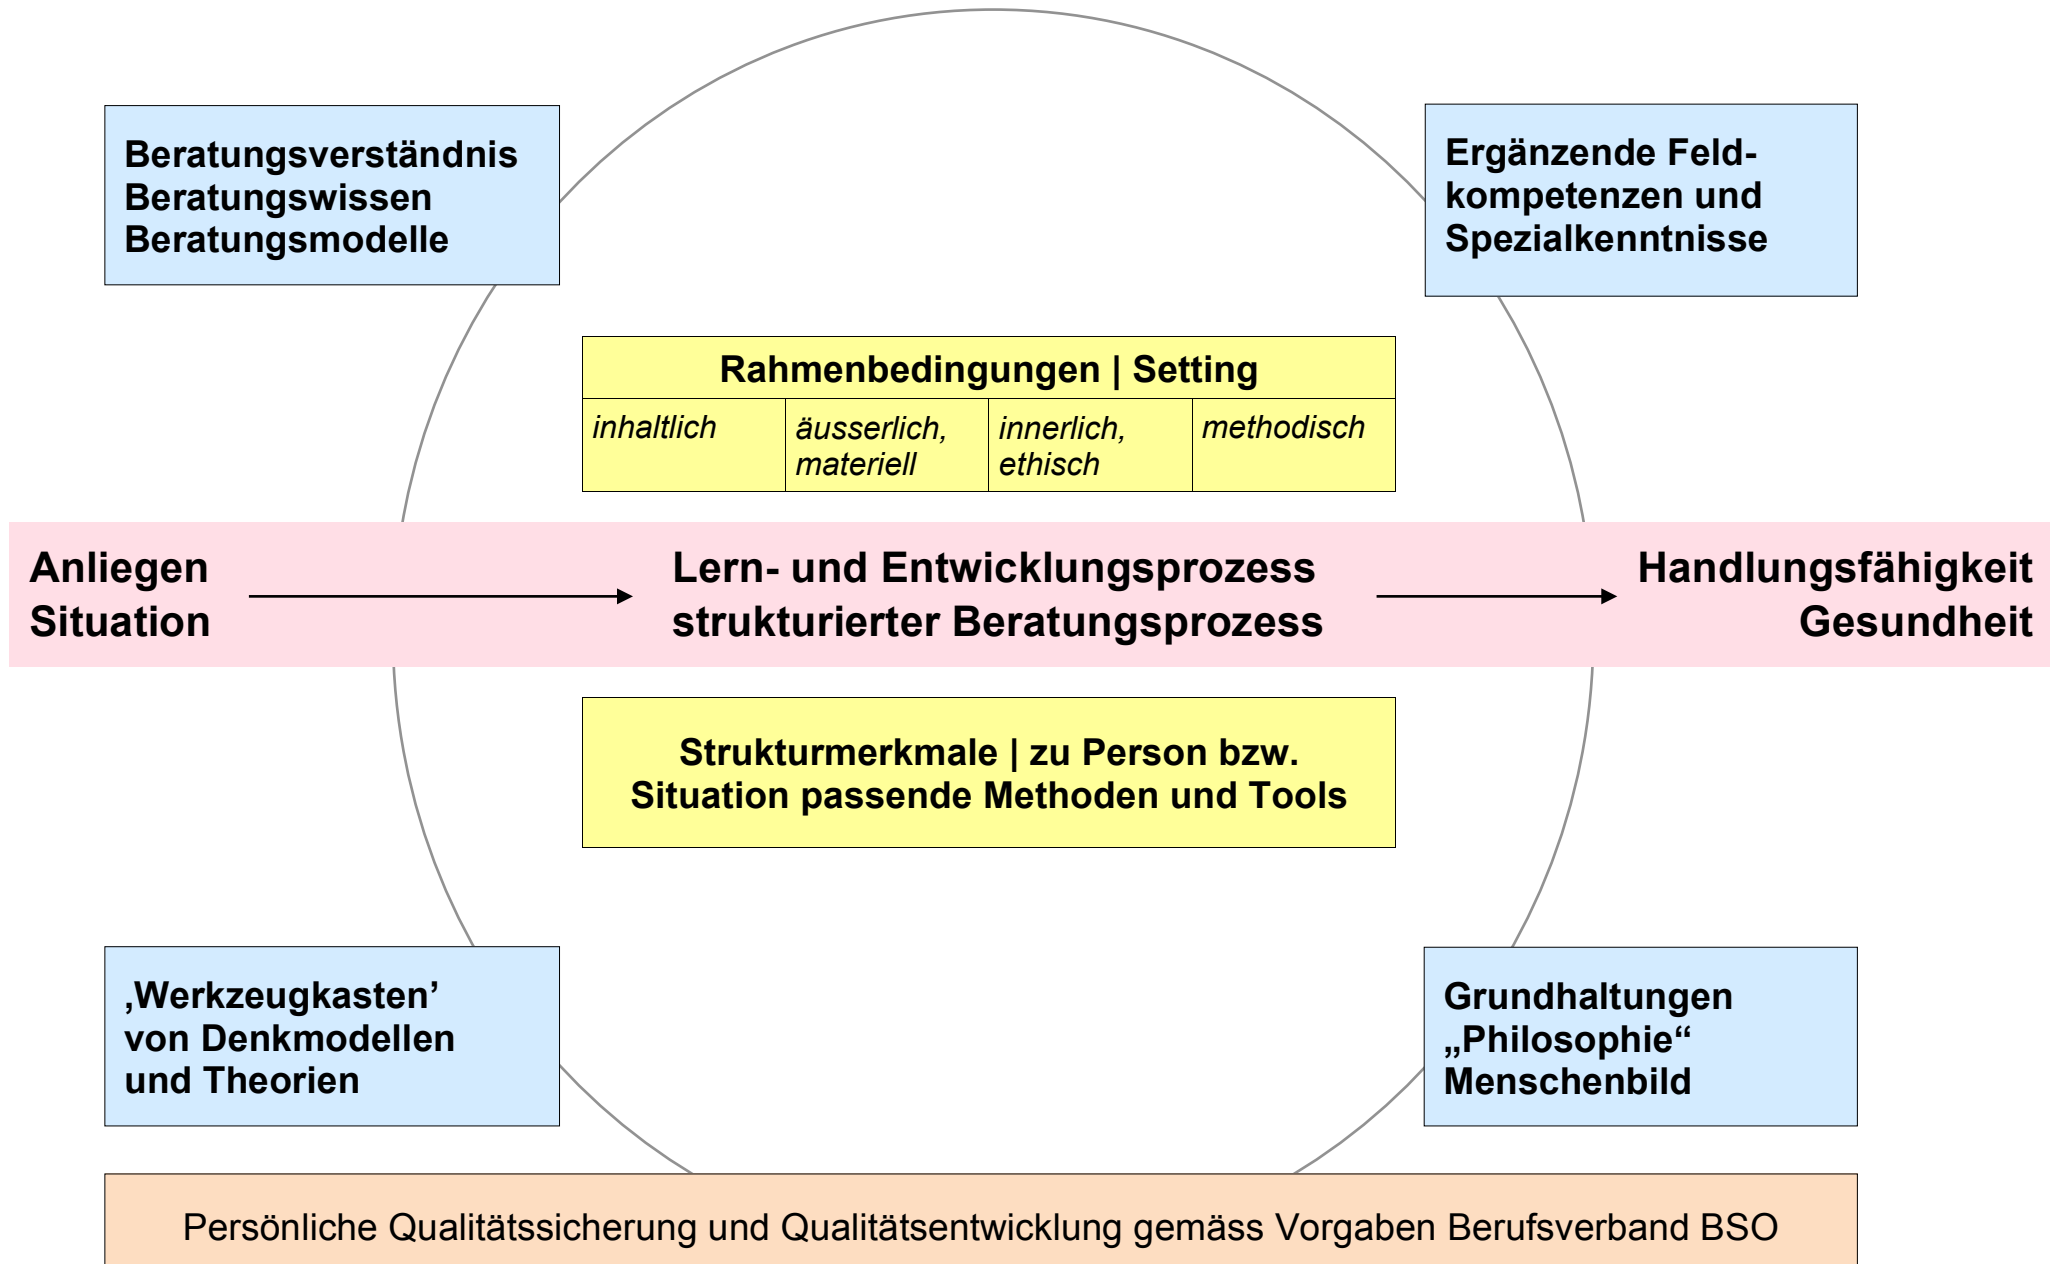 Beratungsverständnis
Beratungswissen
Beratungsmodelle
Ergänzende Feld-
kompetenzen und
Spezialkenntnisse
Rahmenbedingungen | Setting
inhaltlich
äusserlich,
materiell
innerlich,
ethisch
methodisch
Anliegen
Situation
Lern- und Entwicklungsprozess
strukturierter Beratungsprozess
Handlungsfähigkeit
Gesundheit
Strukturmerkmale | zu Person bzw.
Situation passende Methoden und Tools
‚Werkzeugkasten’
von Denkmodellen
und Theorien
Grundhaltungen
„Philosophie“
Menschenbild
Persönliche Qualitätssicherung und Qualitätsentwicklung gemäss Vorgaben Berufsverband BSO